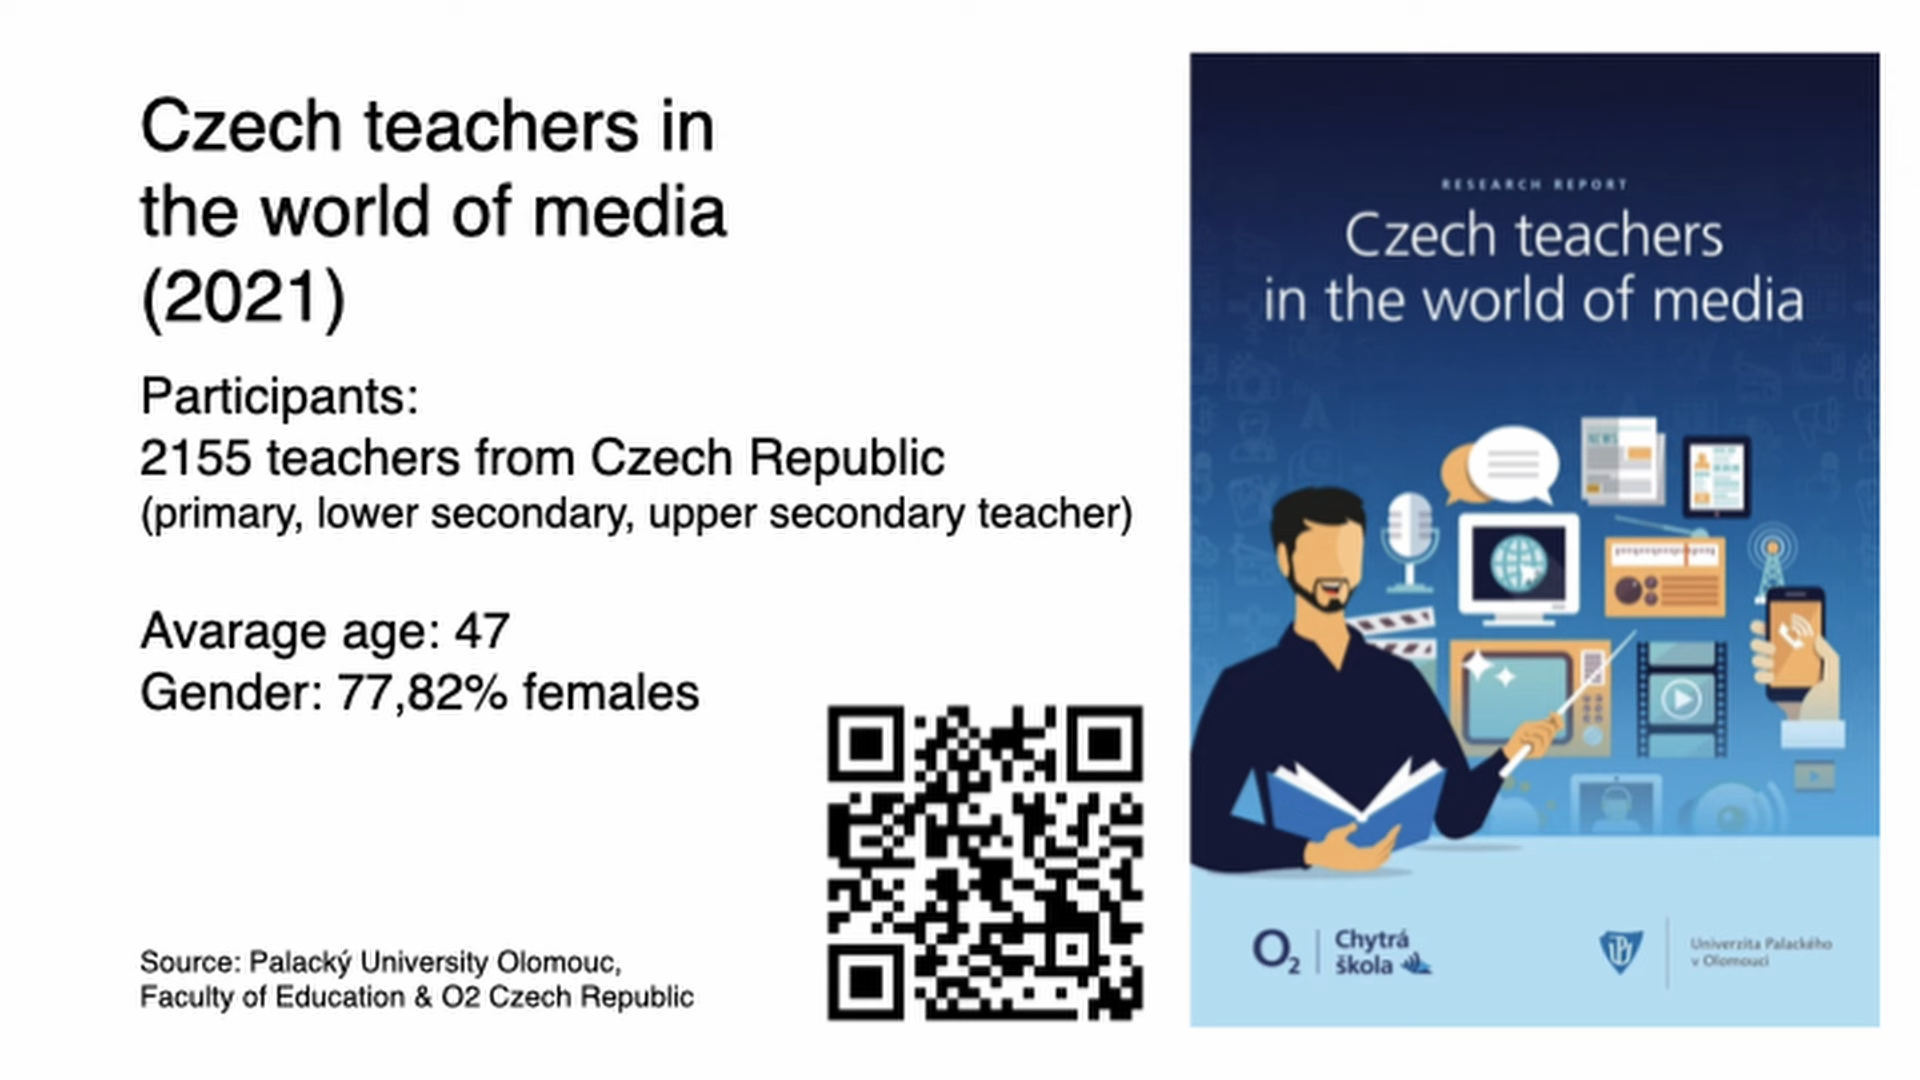 Czech teachers in
the world of media
(2021)
Participants:
2155 teachers from Czech Republic
(primary, lower secondary, upper secondary teacher)
Avarage age: 47
Gender: 77,82% females
Source: Palacký University Olomouc,
Faculty of Education & O2 Czech Republic
RESEARCH REPORT
Czech teachers
in the world of media
NEWS
O2
Chytrá
škola
UP
Univerzita Palackého
v Olomouci